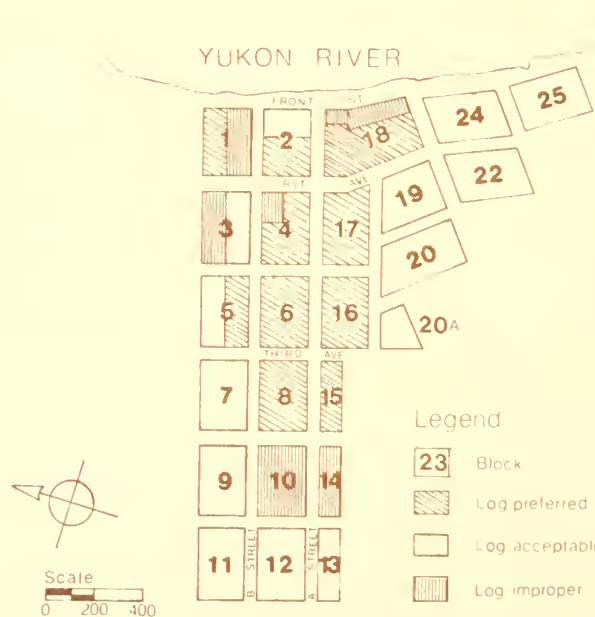 YUKON RIVER
FRONT ST
1
2
18
24
25
RST AVE
3
4
17
19
22
5
6
16
20
20A
THIRD AVE
7
8
15
9
10
14
11
B STREET
12
A STREET
13
Legend
23 Block
Log preferred
Log acceptable
Log improper
Scale
0 200 400